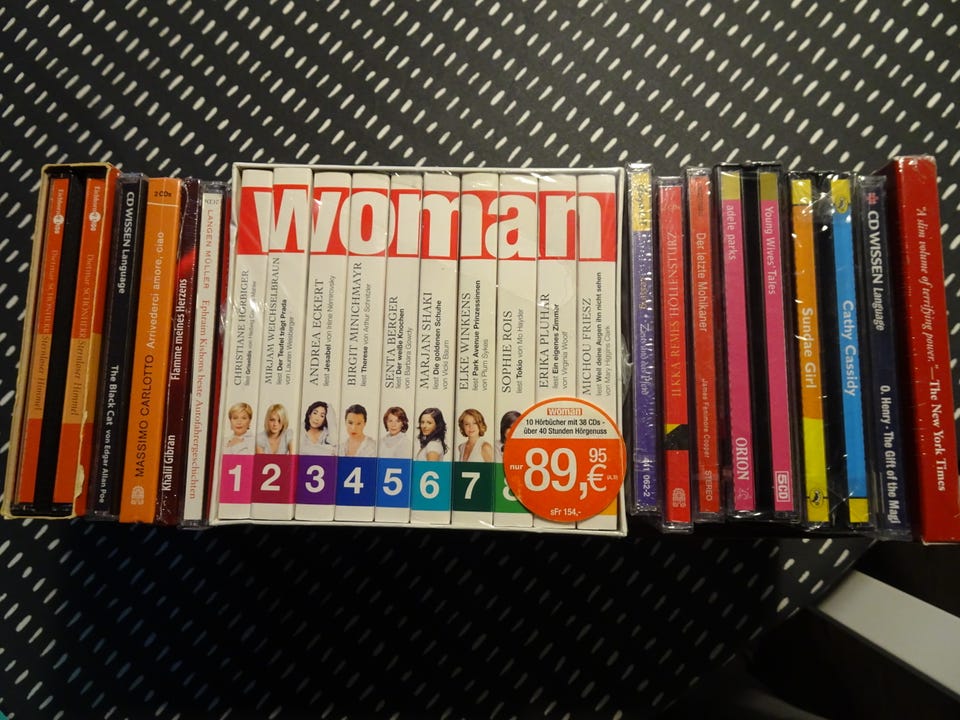 Sternloser Himmel
Dietmar Sternloser Himmel
CD WISSEN Language
The Black Cat von Edgar Allan Poe
2 CDs
MASSIMO CARLOTTO Arrivederci amore, ciao
Khalil Gibran Flamme meines Herzens
LANGEN MÜLLER Ephraim Kishons beste Autofahrergeschichten
woman
CHRISTIANE HÖRBIGER
1
MIRJAM WEICHSELBRAUN
liest Der Teufel trägt Prada
von Lauren Weisberger
2
ANDREA ECKERT
liest Jesabel von Irène Némirovsky
3
BIRGIT MINICHMAYR
liest Therese von Arthur Schnitzler
4
SENTA BERGER
liest Der weiße Knochen
von Barbara Gowdy
5
MARJAN SHAKI
liest Die goldenen Schuhe
von Vicki Baum
6
ELKE WINKENS
liest Park Avenue Prinzessinnen
von Plum Sykes
7
SOPHIE ROIS
liest Tokio von Mo Hayder
ERIKA PLUHAR
liest Ein eigenes Zimmer
von Virginia Woolf
MICHOU FRIESZ
liest Weil deine Augen ihn nicht sehen
von Mary Higgins Clark
woman
10 Hörbücher mit 38 CDs -
über 40 Stunden Hörgenuss
nur 89,95 €
sFr 154,-
062-2
ILKKA REMES HÖLLENSTURZ
Der letzte Mohikaner
James Fenimore Cooper
STEREO
adele parks
ORION
Young Wives' Tales
5CD
Sundae Girl
Cathy Cassidy
CD WISSEN Language
O. Henry · The Gift of the Magi
"A slim volume of terrifying power." —The New York Times